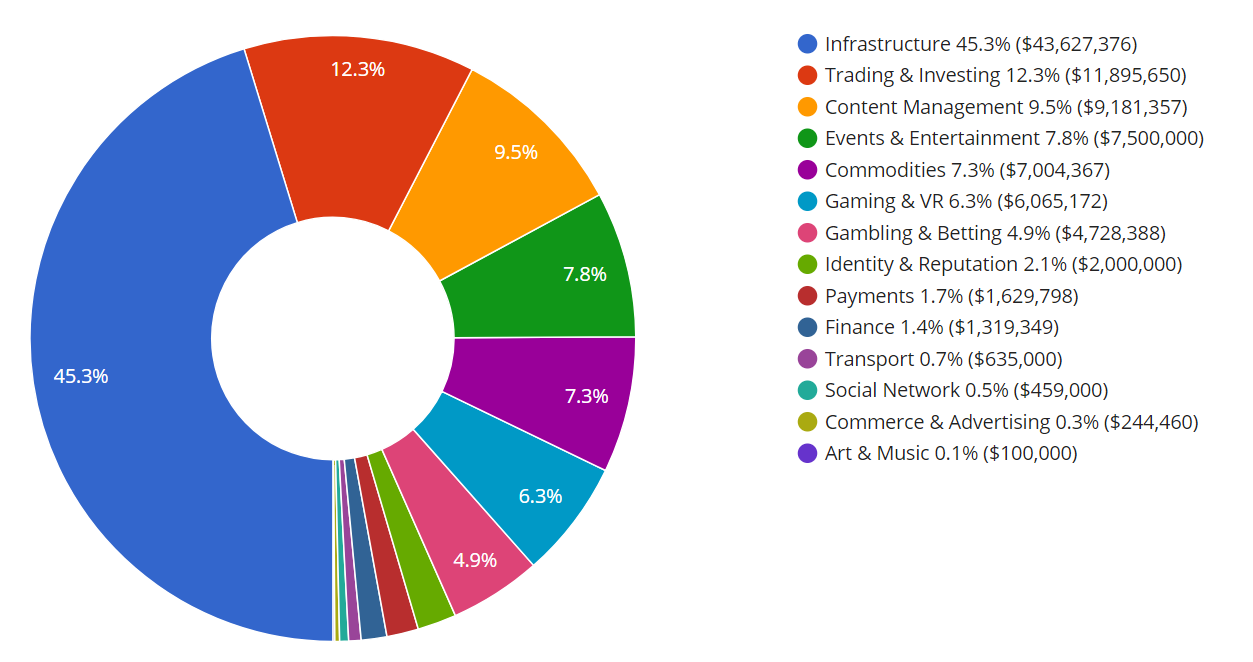 12.3%
9.5%
7.8%
7.3%
6.3%
4.9%
45.3%
Infrastructure 45.3% ($43,627,376)
Trading & Investing 12.3% ($11,895,650)
Content Management 9.5% ($9,181,357)
Events & Entertainment 7.8% ($7,500,000)
Commodities 7.3% ($7,004,367)
Gaming & VR 6.3% ($6,065,172)
Gambling & Betting 4.9% ($4,728,388)
Identity & Reputation 2.1% ($2,000,000)
Payments 1.7% ($1,629,798)
Finance 1.4% ($1,319,349)
Transport 0.7% ($635,000)
Social Network 0.5% ($459,000)
Commerce & Advertising 0.3% ($244,460)
Art & Music 0.1% ($100,000)